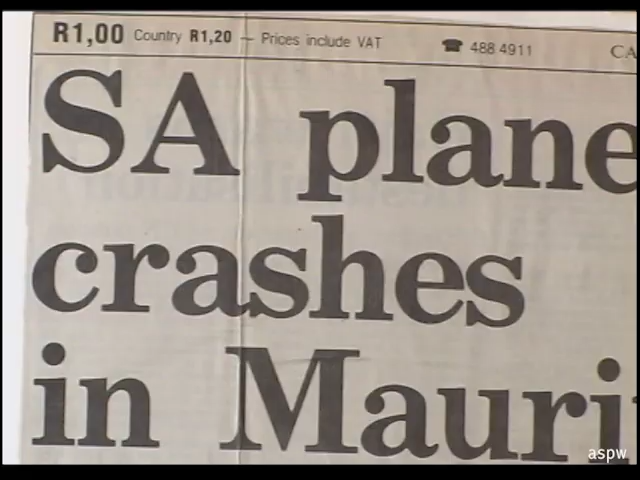 R1,00 Country R1,20 — Prices include VAT ☎ 488 4911 CA
SA plane
crashes
in Mauri
aspw